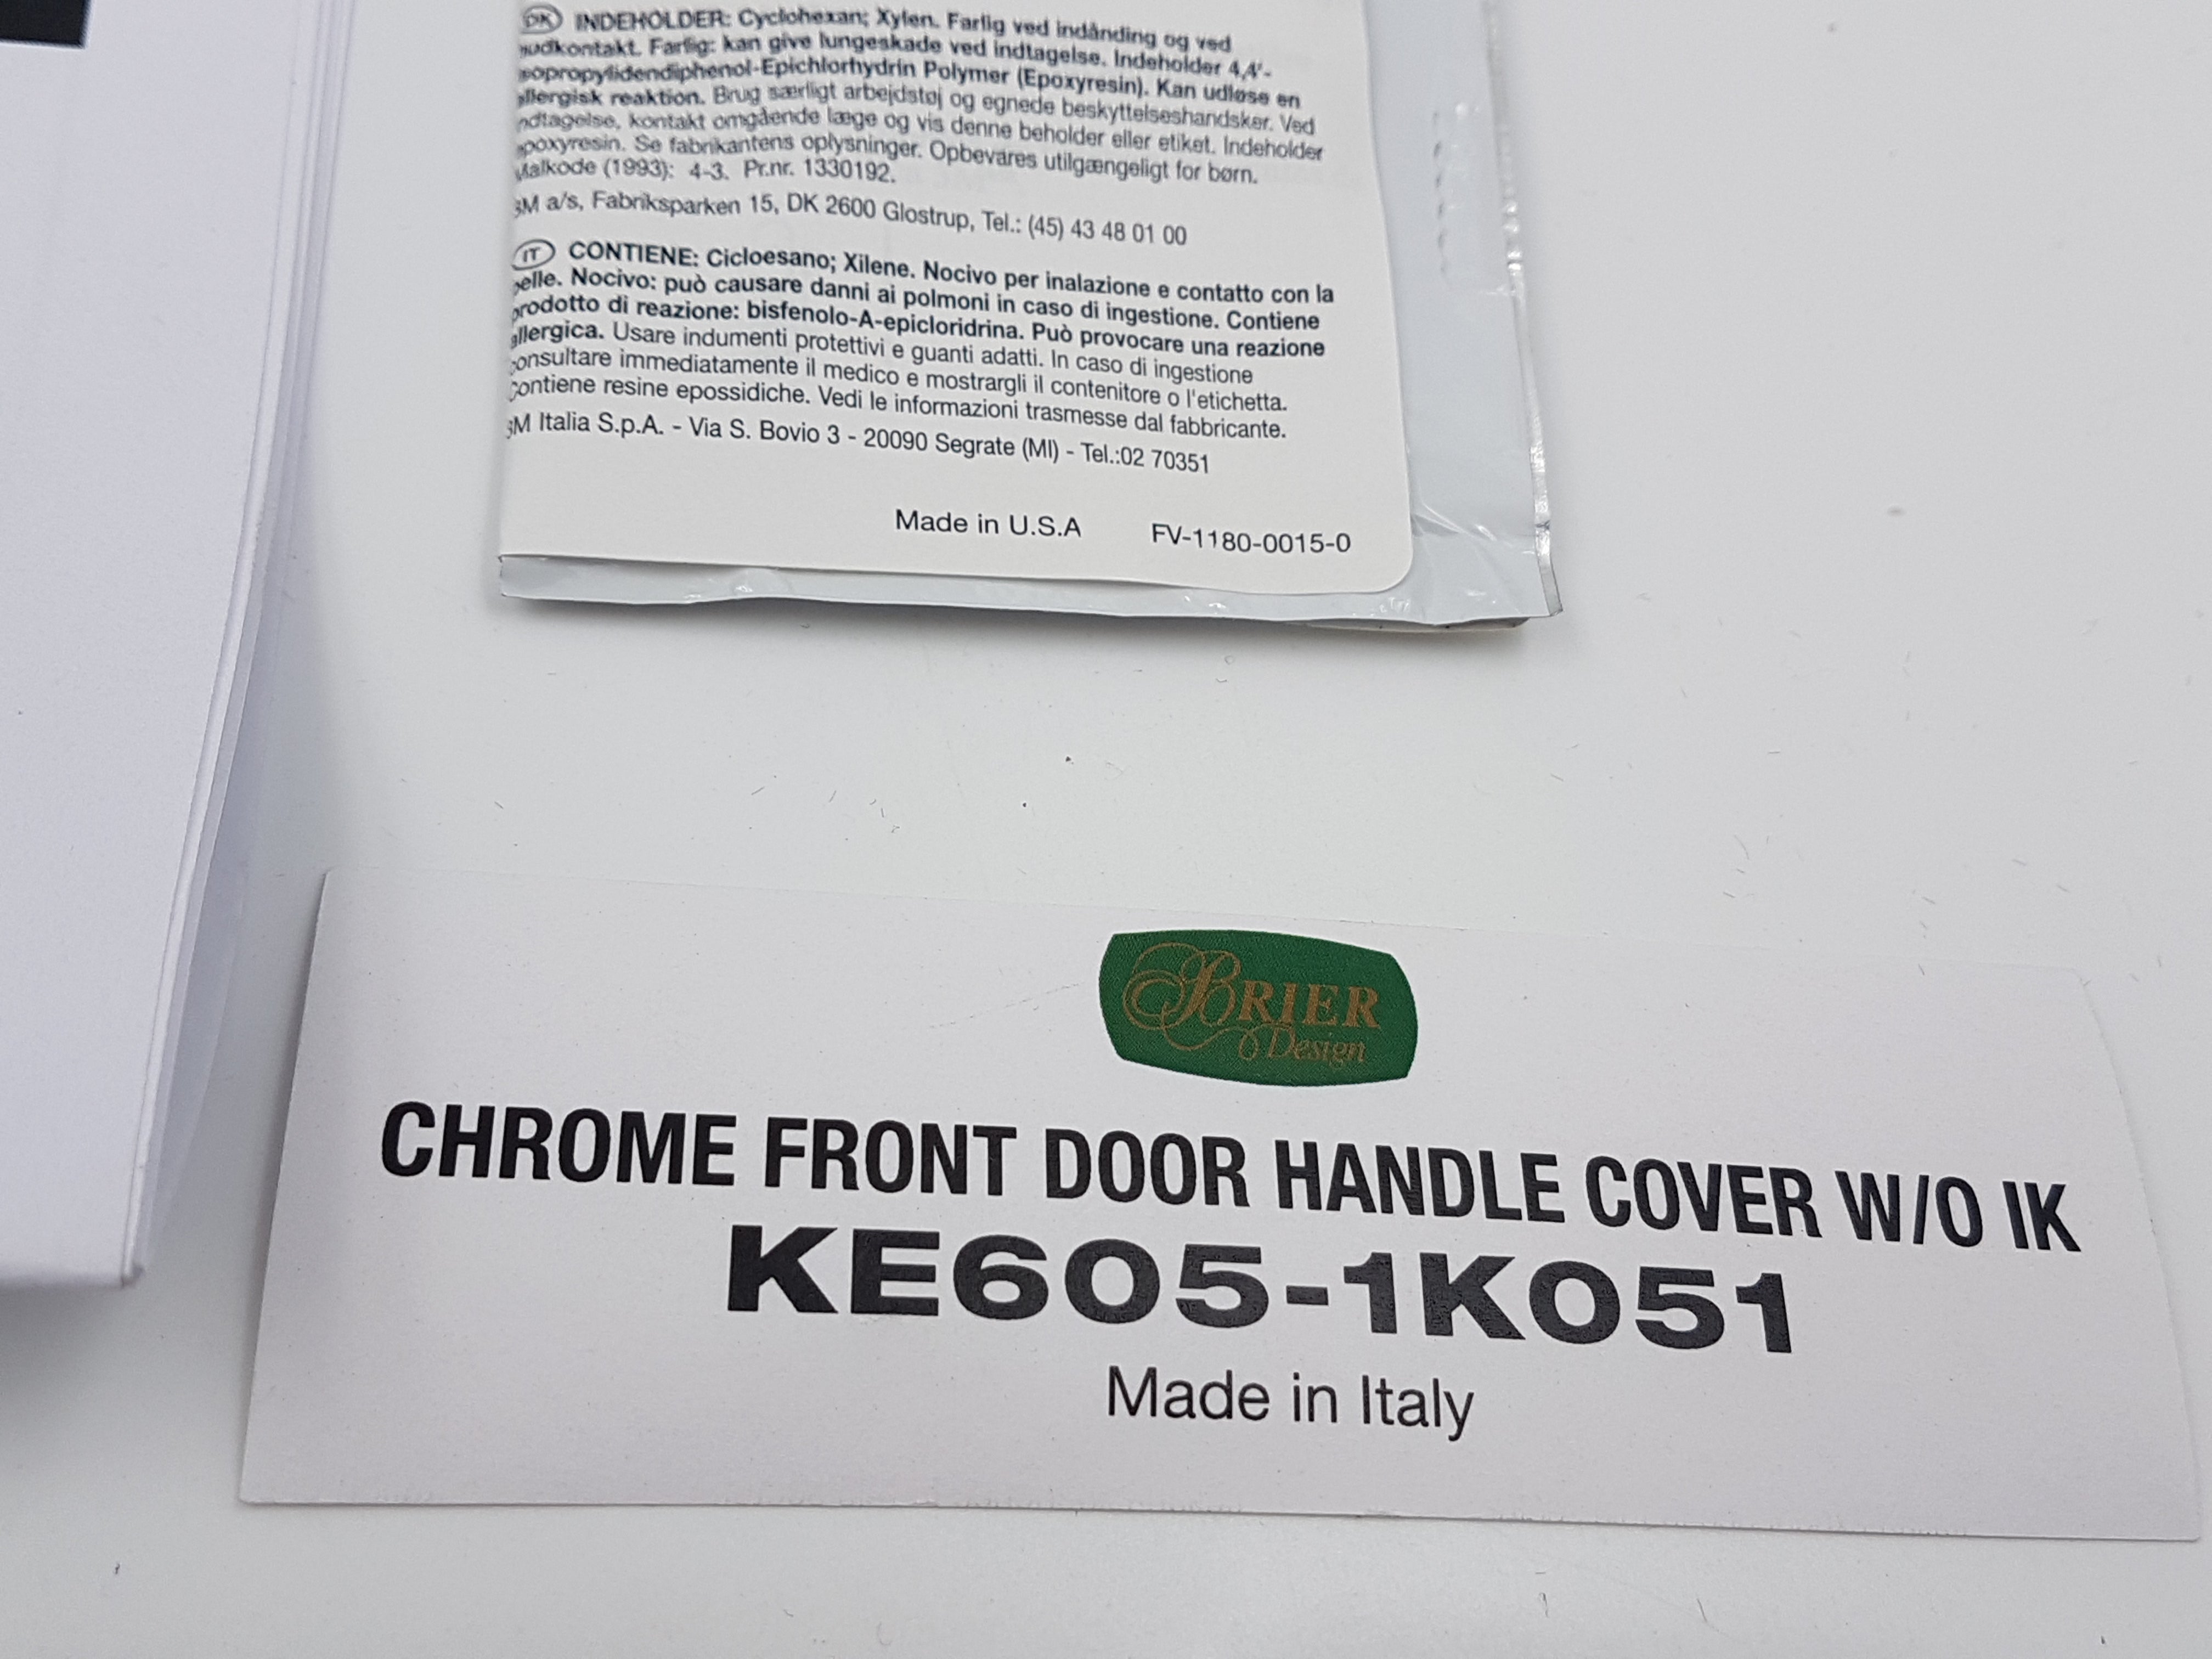 DK INDEHOLDER: Cyclohexan; Xylen. Farlig ved indånding og ved
udkontakt. Farlig: kan give lungeskade ved indtagelse. Indeholder 4,4'-
sopropylidendiphenol-Epichlorhydrin Polymer (Epoxyresin). Kan udløse en
allergisk reaktion. Brug særligt arbejdstøj og egnede beskyttelseshandsker. Ved
ndtagelse, kontakt omgående læge og vis denne beholder eller etiket. Indeholder
epoxyresin. Se fabrikantens oplysninger. Opbevares utilgængeligt for børn.
Malkode (1993): 4-3. Pr.nr. 1330192.
3M a/s, Fabriksparken 15, DK 2600 Glostrup, Tel.: (45) 43 48 01 00
IT CONTIENE: Cicloesano; Xilene. Nocivo per inalazione e contatto con la
pelle. Nocivo: può causare danni ai polmoni in caso di ingestione. Contiene
prodotto di reazione: bisfenolo-A-epicloridrina. Può provocare una reazione
allergica. Usare indumenti protettivi e guanti adatti. In caso di ingestione
consultare immediatamente il medico e mostrargli il contenitore o l'etichetta.
Contiene resine epossidiche. Vedi le informazioni trasmesse dal fabbricante.
3M Italia S.p.A. - Via S. Bovio 3 - 20090 Segrate (MI) - Tel.:02 70351
Made in U.S.A FV-1180-0015-0
BRIER
Design
CHROME FRONT DOOR HANDLE COVER W/O IK
KE605-1K051
Made in Italy